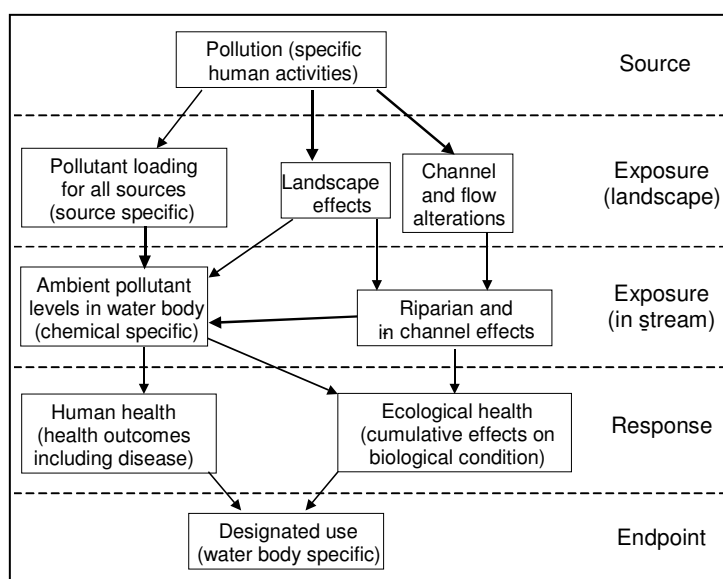 Pollution (specific
human activities)
Source
Pollutant loading
for all sources
(source specific)
Landscape
effects
Channel
and flow
alterations
Exposure
(landscape)
Ambient pollutant
levels in water body
(chemical specific)
Riparian and
in channel effects
Exposure
(in stream)
Human health
(health outcomes
including disease)
Ecological health
(cumulative effects on
biological condition)
Response
Designated use
(water body specific)
Endpoint